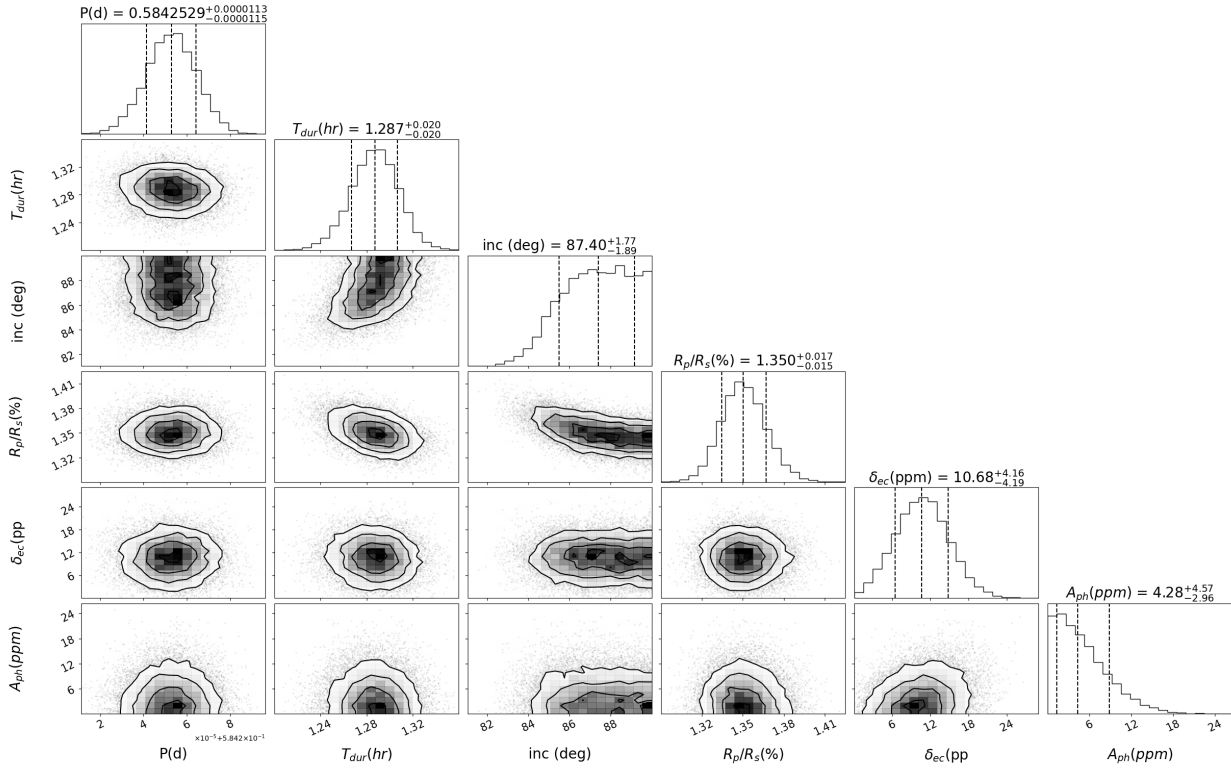 P(d) = 0.5842529+0.0000113 −0.0000115
T_dur(hr) = 1.287+0.020 −0.020
1.32
1.28
1.24
T_dur(hr)
inc (deg) = 87.40+1.77 −1.89
88
86
84
82
inc (deg)
R_p/R_s(%) = 1.350+0.017 −0.015
1.41
1.38
1.35
1.32
R_p/R_s(%)
δ_ec(ppm) = 10.68+4.16 −4.19
24
18
12
6
δ_ec(pp
A_ph(ppm) = 4.28+4.57 −2.96
24
18
12
6
A_ph(ppm)
2 4 6 8
×10⁻⁵+5.842×10⁻¹
P(d)
1.24 1.28 1.32
T_dur(hr)
82 84 86 88
inc (deg)
1.32 1.35 1.38 1.41
R_p/R_s(%)
6 12 18 24
δ_ec(pp
6 12 18 24
A_ph(ppm)